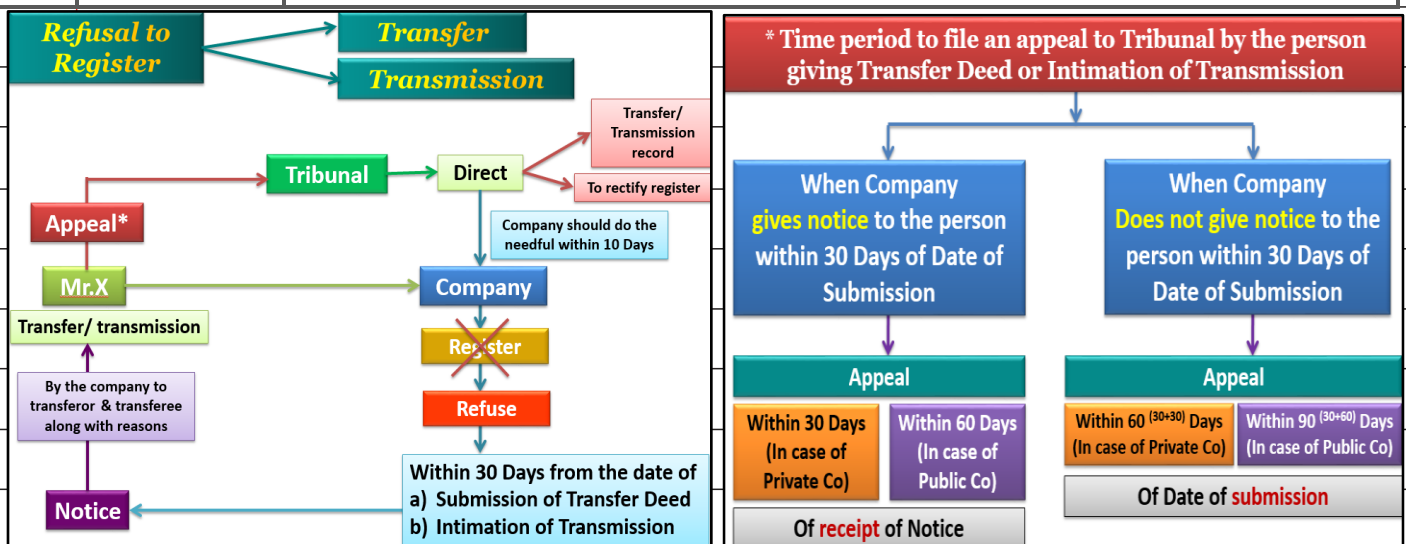 Refusal to
Register
Transfer
Transmission
Transfer/
Transmission
record
Tribunal
Direct
To rectify register
Appeal*
Company should do the
needful within 10 Days
Mr.X
Company
Transfer/ transmission
Register
By the company to
transferor & transferee
along with reasons
Refuse
Within 30 Days from the date of
a) Submission of Transfer Deed
b) Intimation of Transmission
Notice
* Time period to file an appeal to Tribunal by the person
giving Transfer Deed or Intimation of Transmission
When Company
gives notice to the person
within 30 Days of Date of
Submission
When Company
Does not give notice to the
person within 30 Days of
Date of Submission
Appeal
Within 30 Days
(In case of
Private Co)
Within 60 Days
(In case of
Public Co)
Of receipt of Notice
Appeal
Within 60 (30+30) Days
(In case of Private Co)
Within 90 (30+60) Days
(In case of Public Co)
Of Date of submission